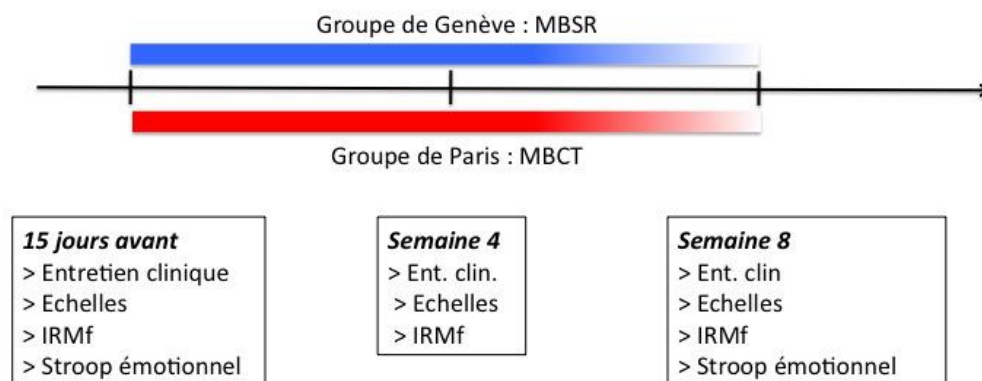 Groupe de Genève : MBSR
Groupe de Paris : MBCT
15 jours avant
> Entretien clinique
> Echelles
> IRMf
> Stroop émotionnel
Semaine 4
> Ent. clin.
> Echelles
> IRMf
Semaine 8
> Ent. clin
> Echelles
> IRMf
> Stroop émotionnel